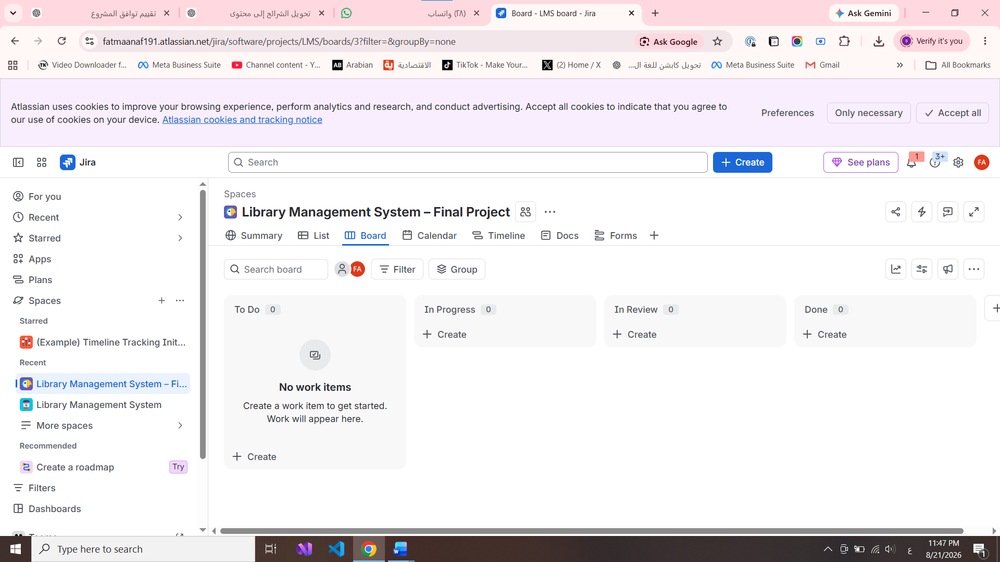 تقييم توافق المشروع
تحويل الشرائح إلى محتوى
(٢٨) واتساب
Board - LMS board - Jira
Ask Gemini
fatmaanaf191.atlassian.net/jira/software/projects/LMS/boards/3?filter=&groupBy=none
Ask Google
Verify it's you
Video Downloader f...
Meta Business Suite
Channel content - Y...
Arabian
الاقتصادية
TikTok - Make Your...
(2) Home / X
تحويل كابشن للغة ال...
Meta Business Suite
Gmail
All Bookmarks
Atlassian uses cookies to improve your browsing experience, perform analytics and research, and conduct advertising. Accept all cookies to indicate that you agree to
our use of cookies on your device. Atlassian cookies and tracking notice
Preferences
Only necessary
Accept all
Jira
Search
Create
See plans
1
3+
FA
For you
Recent
Starred
Apps
Plans
Spaces
Starred
(Example) Timeline Tracking Init...
Recent
Library Management System – Fi...
Library Management System
More spaces
Recommended
Create a roadmap
Try
Filters
Dashboards
Teams
Spaces
Library Management System – Final Project
Summary
List
Board
Calendar
Timeline
Docs
Forms
Search board
FA
Filter
Group
To Do 0
No work items
Create a work item to get started.
Work will appear here.
Create
In Progress 0
Create
In Review 0
Create
Done 0
Create
Type here to search
ع
11:47 PM
8/21/2026
1